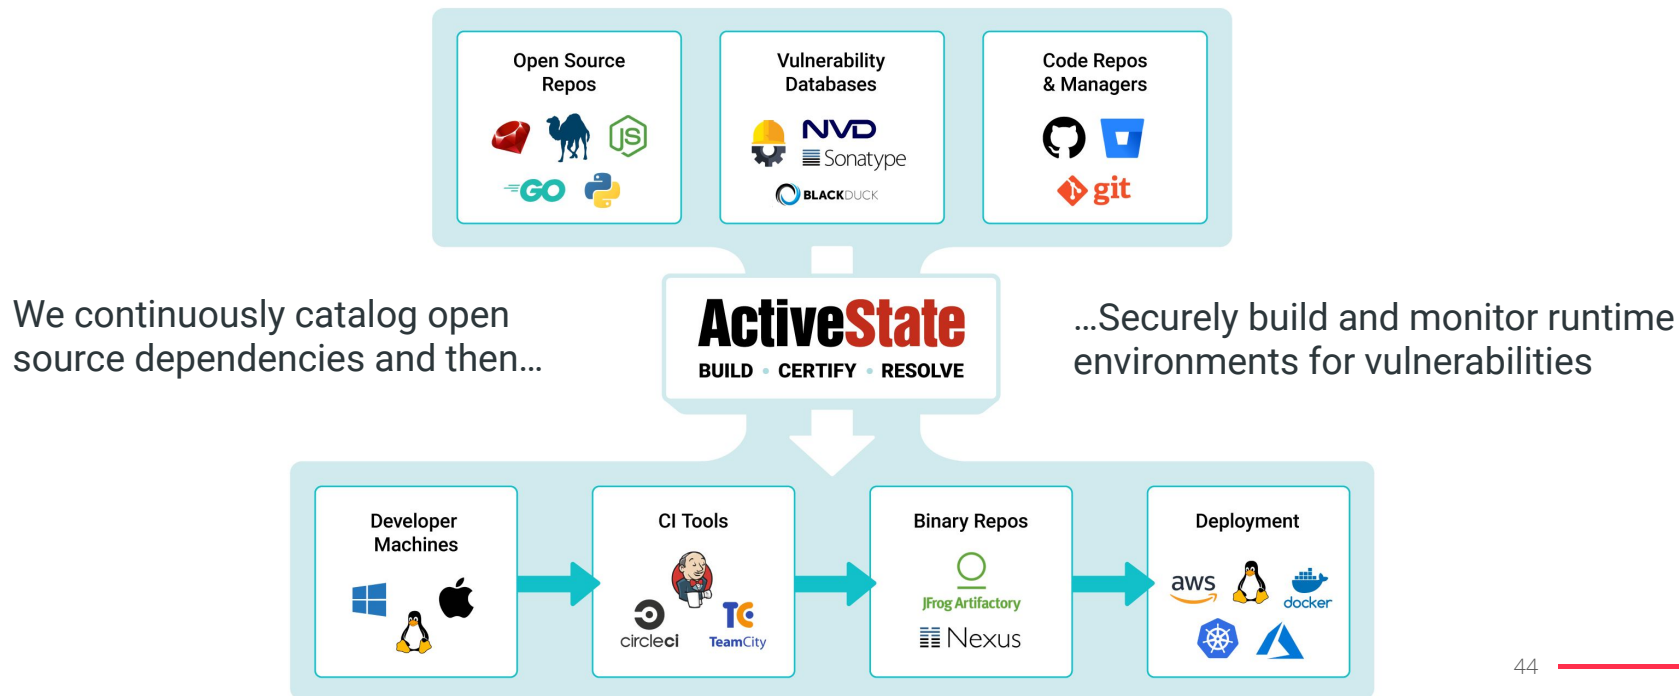 Open Source
Repos
JS
GO
Vulnerability
Databases
NVD
Sonatype
BLACKDUCK
Code Repos
& Managers
git
We continuously catalog open
source dependencies and then…
ActiveState
BUILD • CERTIFY • RESOLVE
…Securely build and monitor runtime
environments for vulnerabilities
Developer
Machines
CI Tools
circleci
TC
TeamCity
Binary Repos
JFrog Artifactory
Nexus
Deployment
aws
docker
44